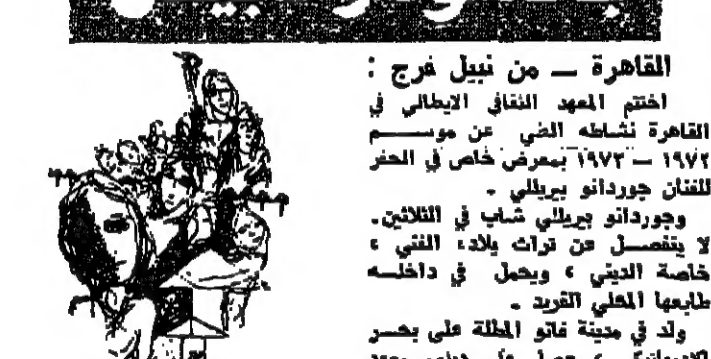 القاهرة — من نبيل فرج :
اختتم المعهد الثقافي الايطالي في
القاهرة نشاطه الفني عن موسم
١٩٧٢ — ١٩٧٣ بمعرض خاص في الحفر
للفنان جوردانو بيريللي .
وجوردانو بيريللي شاب في الثلاثين.
لا ينفصل عن تراث بلاده الفني ،
خاصة الديني ، ويحمل في داخله
طابعها المحلي الفريد .
ولد في مدينة فانو المطلة على بحر